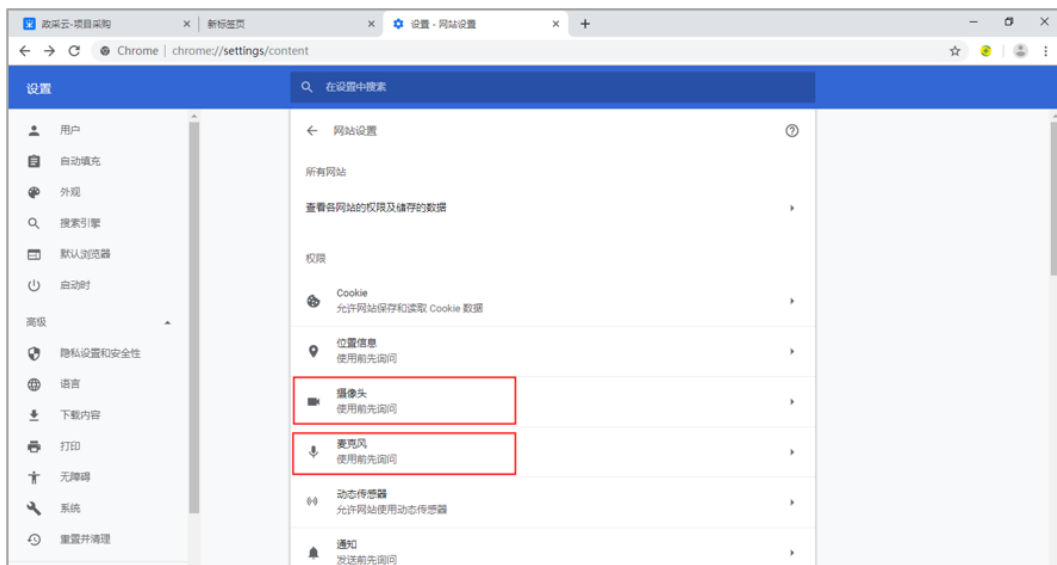 政采云-项目采购
新标签页
设置 - 网站设置
Chrome | chrome://settings/content
设置
在设置中搜索
用户
自动填充
外观
搜索引擎
默认浏览器
启动时
高级
隐私设置和安全性
语言
下载内容
打印
无障碍
系统
重置并清理
网站设置
所有网站
查看各网站的权限及储存的数据
权限
Cookie
允许网站保存和读取 Cookie 数据
位置信息
使用前先询问
摄像头
使用前先询问
麦克风
使用前先询问
动态传感器
允许网站使用动态传感器
通知
发送前先询问